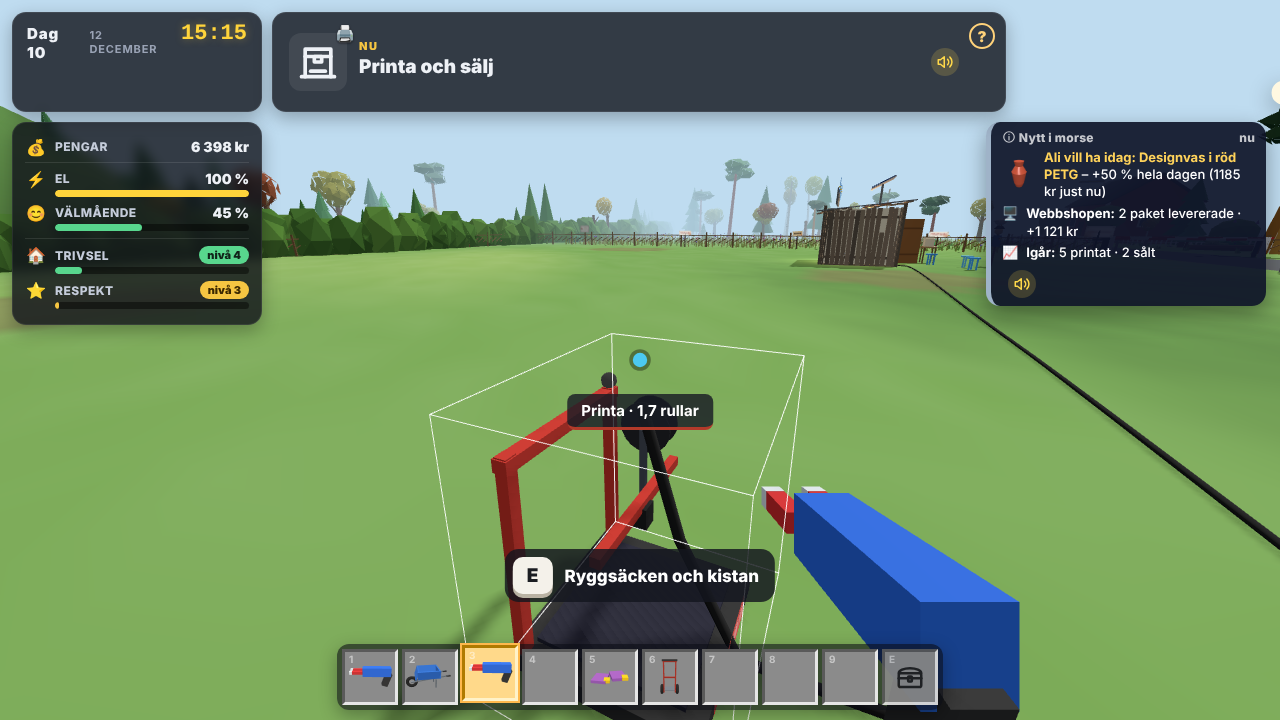 Dag
10
12
DECEMBER
15:15
NU
Printa och sälj
?
PENGAR
6 398 kr
EL
100 %
VÄLMÅENDE
45 %
TRIVSEL
nivå 4
RESPEKT
nivå 3
Nytt i morse
nu
Ali vill ha idag: Designvas i röd
PETG – +50 % hela dagen (1185
kr just nu)
Webbshopen: 2 paket levererade ·
+1 121 kr
Igår: 5 printat · 2 sålt
Printa · 1,7 rullar
E
Ryggsäcken och kistan
1
2
3
4
5
6
7
8
9
E